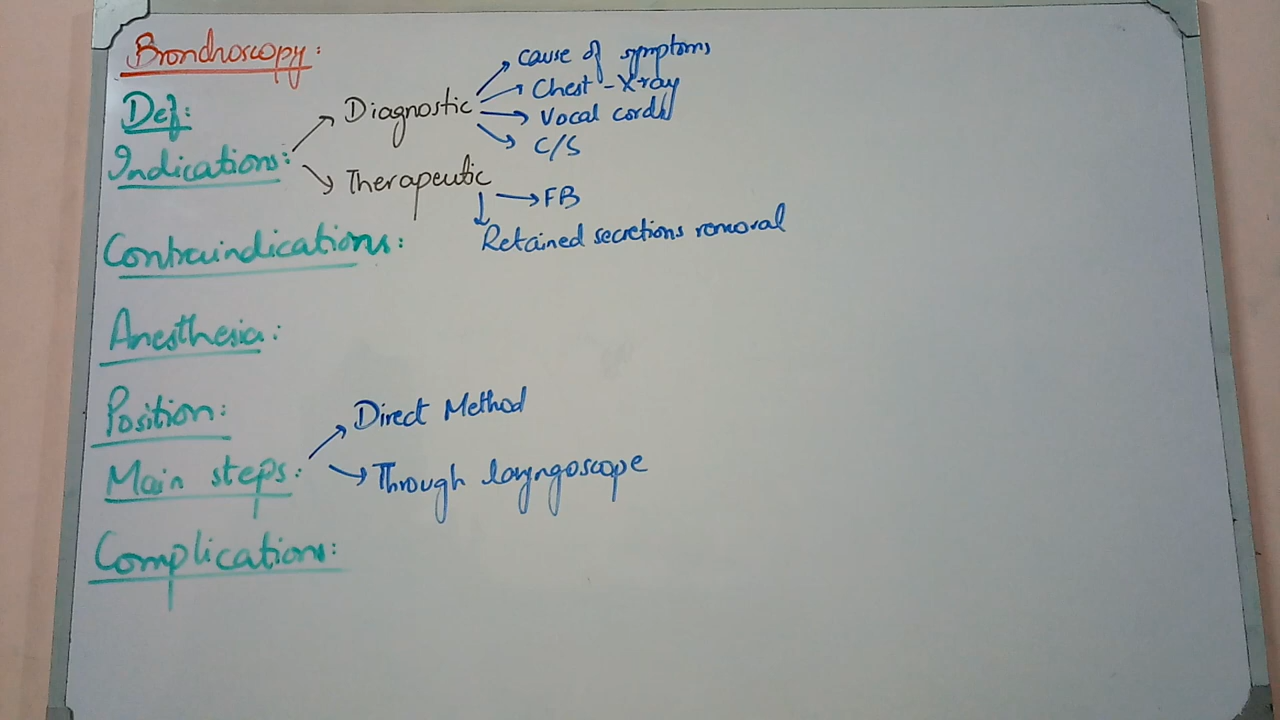 Bronchoscopy:
cause of symptoms
Def:
Diagnostic
Chest-Xray
Vocal cords
Indications:
C/S
Therapeutic
FB
Contraindications:
Retained secretions removal
Anesthesia:
Position:
Direct Method
Main steps:
Through laryngoscope
Complications: